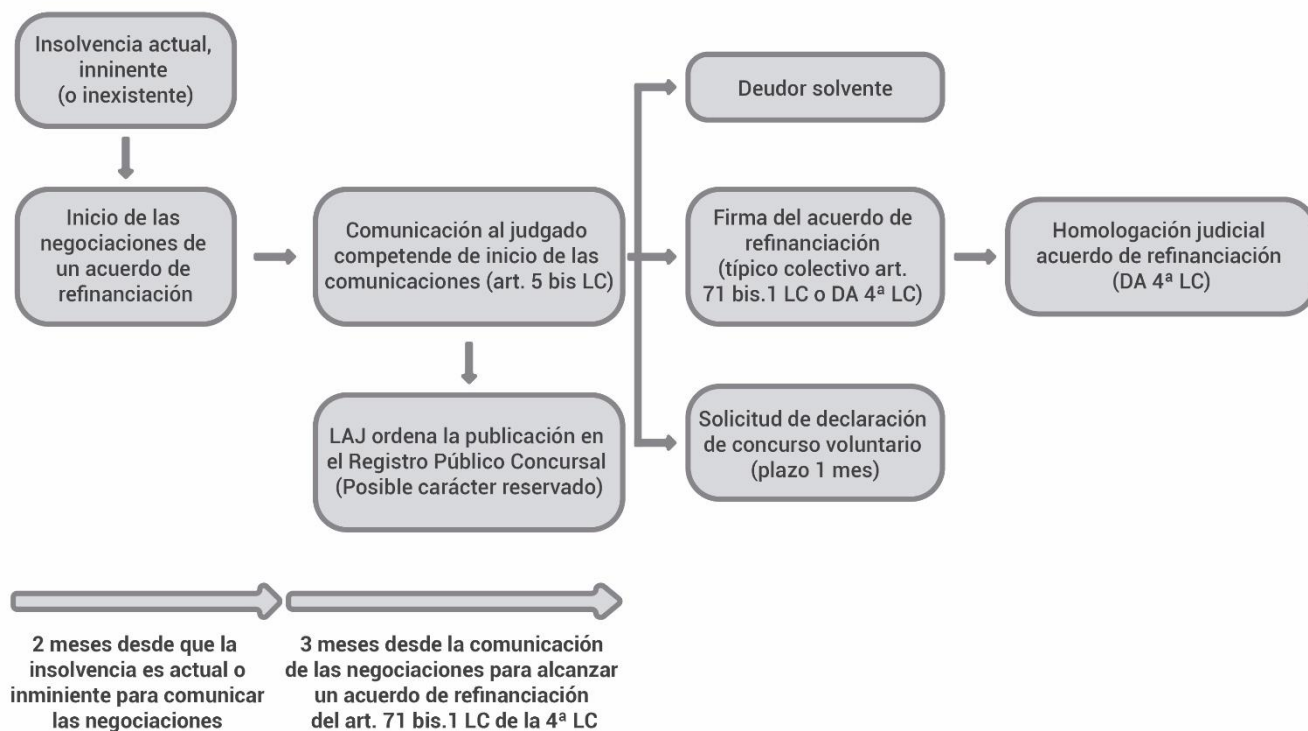 Insolvencia actual,
inninente
(o inexistente)
Inicio de las
negociaciones de
un acuerdo de
refinanciación
Comunicación al judgado
competende de inicio de las
comunicaciones (art. 5 bis LC)
LAJ ordena la publicación en
el Registro Público Concursal
(Posible carácter reservado)
Deudor solvente
Firma del acuerdo de
refinanciación
(típico colectivo art.
71 bis.1 LC o DA 4ª LC)
Solicitud de declaración
de concurso voluntario
(plazo 1 mes)
Homologación judicial
acuerdo de refinanciación
(DA 4ª LC)
2 meses desde que la
insolvencia es actual o
inminiente para comunicar
las negociaciones
3 meses desde la comunicación
de las negociaciones para alcanzar
un acuerdo de refinanciación
del art. 71 bis.1 LC de la 4ª LC